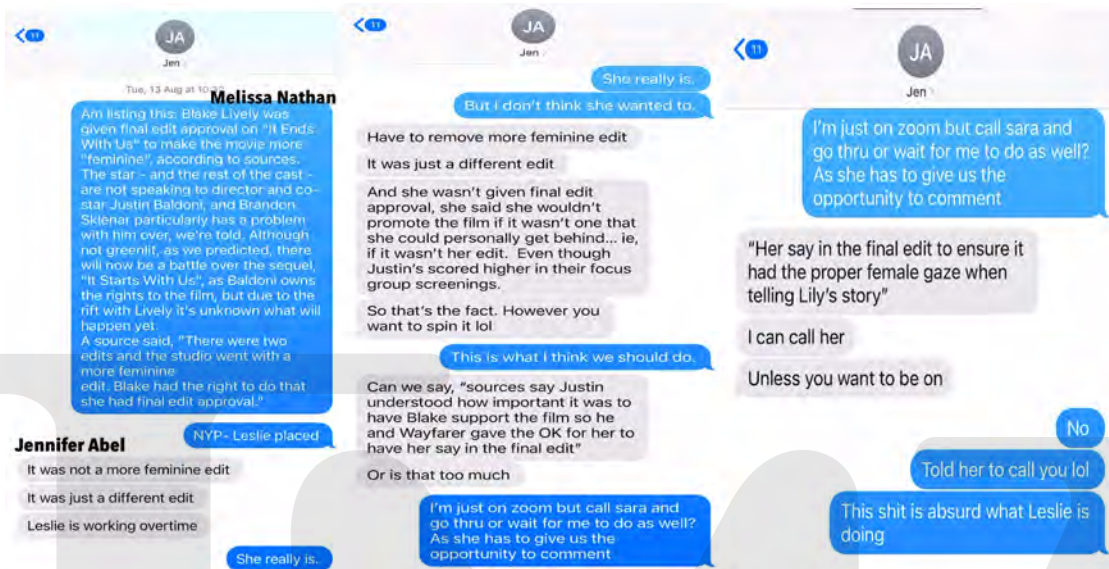 11
JA
Jen
Tue, 13 Aug at 10:
Melissa Nathan
Am listing this: Blake Lively was
given final edit approval on "It Ends
With Us" to make the movie more
"feminine!", according to sources.
The star - and the rest of the cast -
are not speaking to director and co-
star Justin Baldoni, and Brandon
Sklenar particularly has a problem
with him over, we're told. Although
not greenlit, as we predicted, there
will now be a battle over the sequel,
"It Starts With Us", as Baldoni owns
the rights to the film, but due to the
rift with Lively it's unknown what will
happen yet.
A source said, "There were two
edits and the studio went with a
more feminine
edit. Blake had the right to do that
she had final edit approval."
NYP- Leslie placed
Jennifer Abel
It was not a more feminine edit
It was just a different edit
Leslie is working overtime
She really is.
11
JA
Jen
She really is.
But i don't think she wanted to.
Have to remove more feminine edit
It was just a different edit
And she wasn't given final edit
approval, she said she wouldn't
promote the film if it wasn't one that
she could personally get behind... ie,
if it wasn't her edit. Even though
Justin's scored higher in their focus
group screenings.
So that's the fact. However you
want to spin it lol
This is what I think we should do.
Can we say, "sources say Justin
understood how important it was to
have Blake support the film so he
and Wayfarer gave the OK for her to
have her say in the final edit"
Or is that too much
I'm just on zoom but call sara and
go thru or wait for me to do as well?
As she has to give us the
opportunity to comment
11
JA
Jen
I'm just on zoom but call sara and
go thru or wait for me to do as well?
As she has to give us the
opportunity to comment
"Her say in the final edit to ensure it
had the proper female gaze when
telling Lily's story"
I can call her
Unless you want to be on
No
Told her to call you lol
This shit is absurd what Leslie is
doing